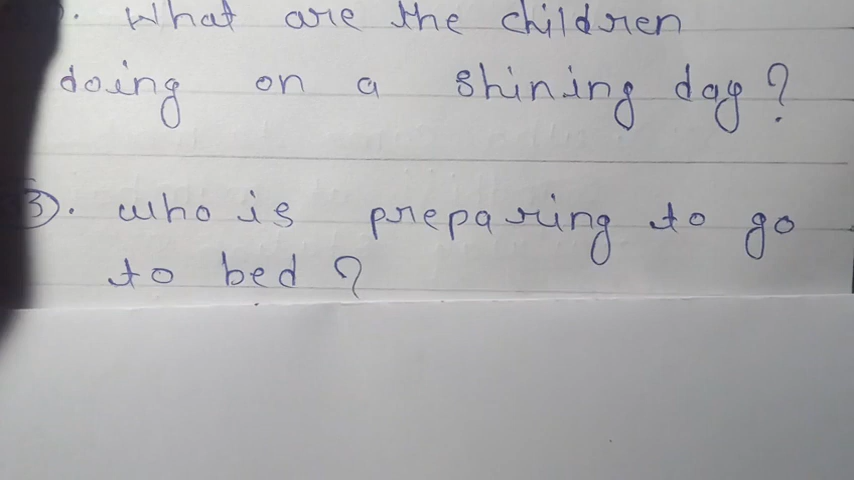 . What are the children
doing on a shining day?
3). who is preparing to go
to bed?